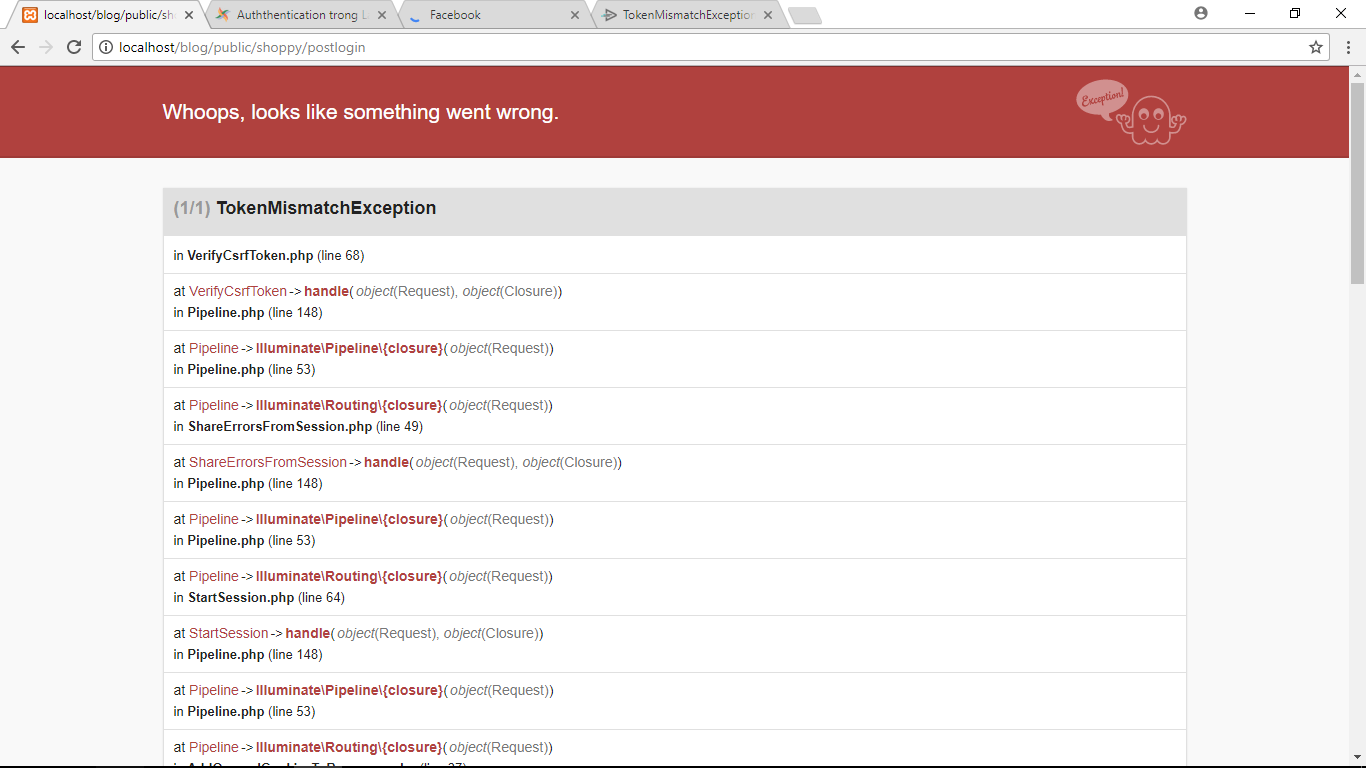 localhost/blog/public/sh
Auththentication trong L
Facebook
TokenMismatchException
localhost/blog/public/shoppy/postlogin
Whoops, looks like something went wrong.
Exception!
(1/1) TokenMismatchException
in VerifyCsrfToken.php (line 68)
at VerifyCsrfToken->handle(object(Request), object(Closure))
in Pipeline.php (line 148)
at Pipeline->Illuminate\Pipeline\{closure}(object(Request))
in Pipeline.php (line 53)
at Pipeline->Illuminate\Routing\{closure}(object(Request))
in ShareErrorsFromSession.php (line 49)
at ShareErrorsFromSession->handle(object(Request), object(Closure))
in Pipeline.php (line 148)
at Pipeline->Illuminate\Pipeline\{closure}(object(Request))
in Pipeline.php (line 53)
at Pipeline->Illuminate\Routing\{closure}(object(Request))
in StartSession.php (line 64)
at StartSession->handle(object(Request), object(Closure))
in Pipeline.php (line 148)
at Pipeline->Illuminate\Pipeline\{closure}(object(Request))
in Pipeline.php (line 53)
at Pipeline->Illuminate\Routing\{closure}(object(Request))
in AddQueuedCookiesToResponse.php (line 37)